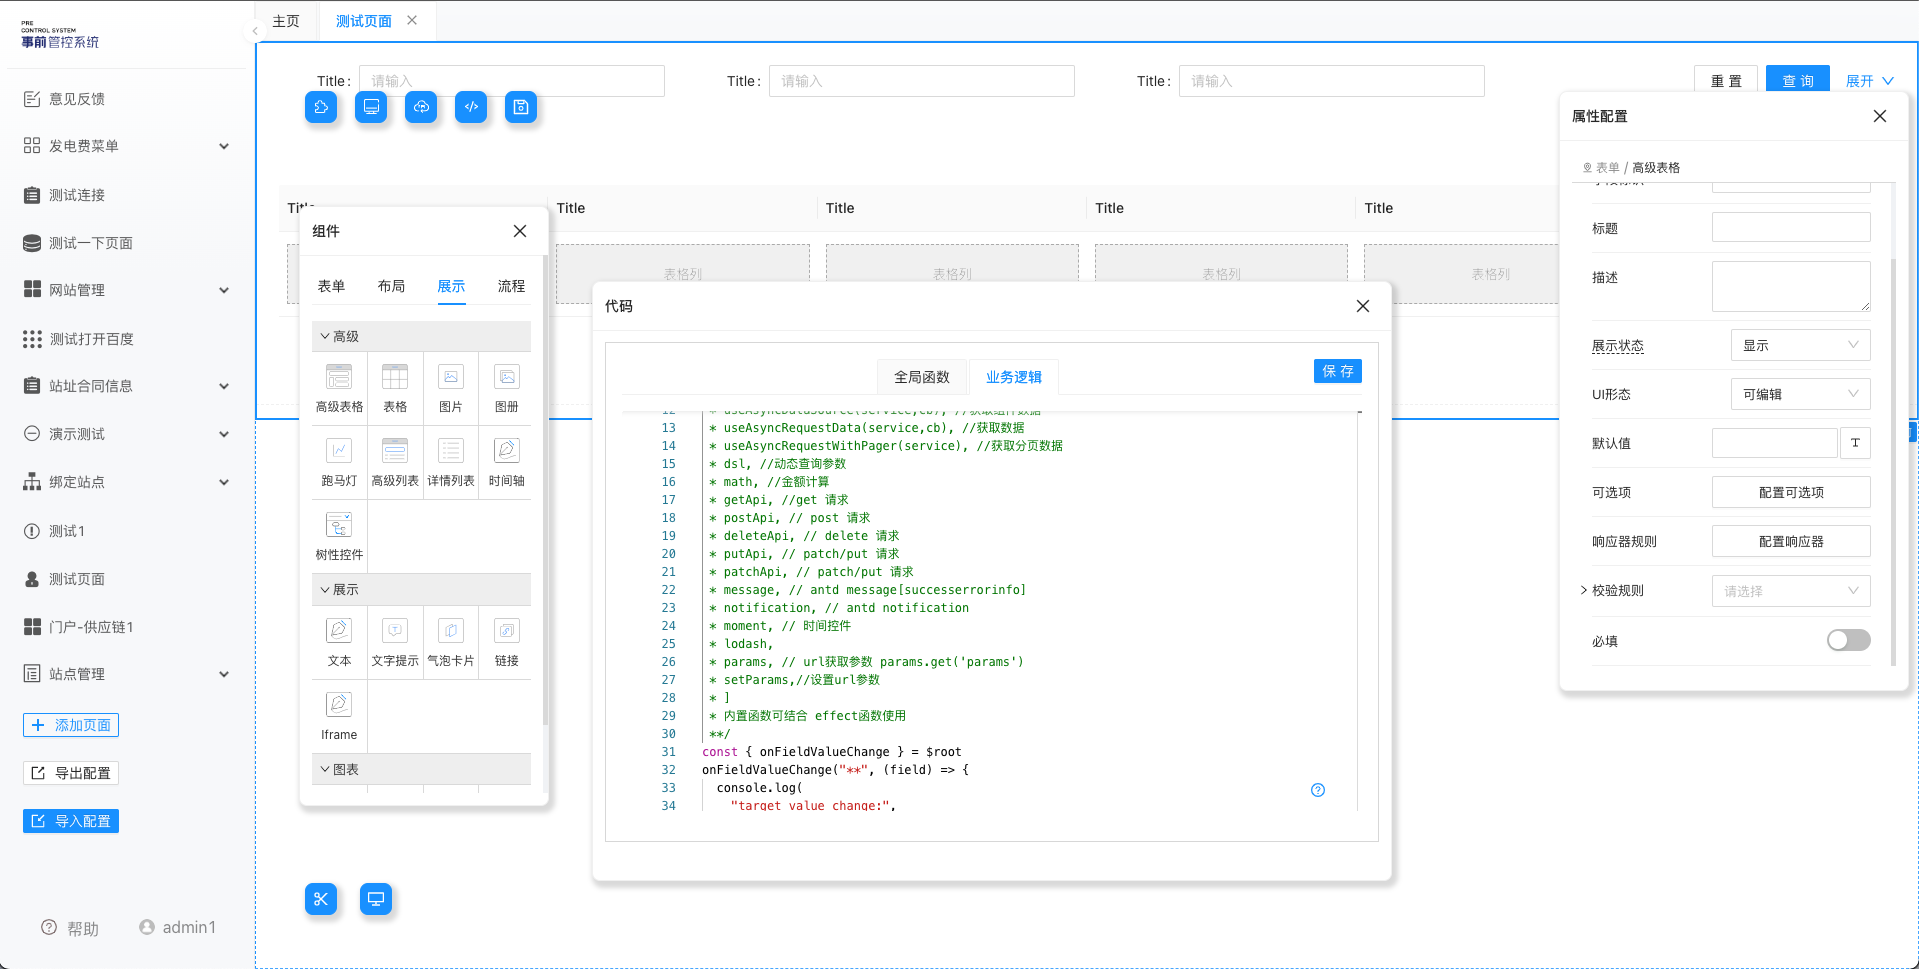 PRE
CONTROL SYSTEM
事前管控系统
意见反馈
发电费菜单
测试连接
测试一下页面
网站管理
测试打开百度
站址合同信息
演示测试
绑定站点
测试1
测试页面
门户-供应链1
站点管理
添加页面
导出配置
导入配置
帮助
admin1
主页
测试页面
Title: 请输入
Title: 请输入
Title: 请输入
重 置
查 询
展开
Title
Title
Title
Title
Title
表格列
表格列
表格列
表格列
组件
表单
布局
展示
流程
高级
高级表格
表格
图片
图册
跑马灯
高级列表
详情列表
时间轴
树性控件
展示
文本
文字提示
气泡卡片
链接
Iframe
图表
代码
全局函数
业务逻辑
保 存
12 * useAsyncDataSource(service,cb), //获取组件数据
13 * useAsyncRequestData(service,cb), //获取数据
14 * useAsyncRequestWithPager(service), //获取分页数据
15 * dsl, //动态查询参数
16 * math, //金额计算
17 * getApi, //get 请求
18 * postApi, // post 请求
19 * deleteApi, // delete 请求
20 * putApi, // patch/put 请求
21 * patchApi, // patch/put 请求
22 * message, // antd message[successerrorinfo]
23 * notification, // antd notification
24 * moment, // 时间控件
25 * lodash,
26 * params, // url获取参数 params.get('params')
27 * setParams,//设置url参数
28 * ]
29 * 内置函数可结合 effect函数使用
30 **/
31 const { onFieldValueChange } = $root
32 onFieldValueChange("**", (field) => {
33 console.log(
34 "target value change:",
属性配置
表单 / 高级表格
标题
描述
展示状态
显示
UI形态
可编辑
默认值
T
可选项
配置可选项
响应器规则
配置响应器
校验规则
请选择
必填